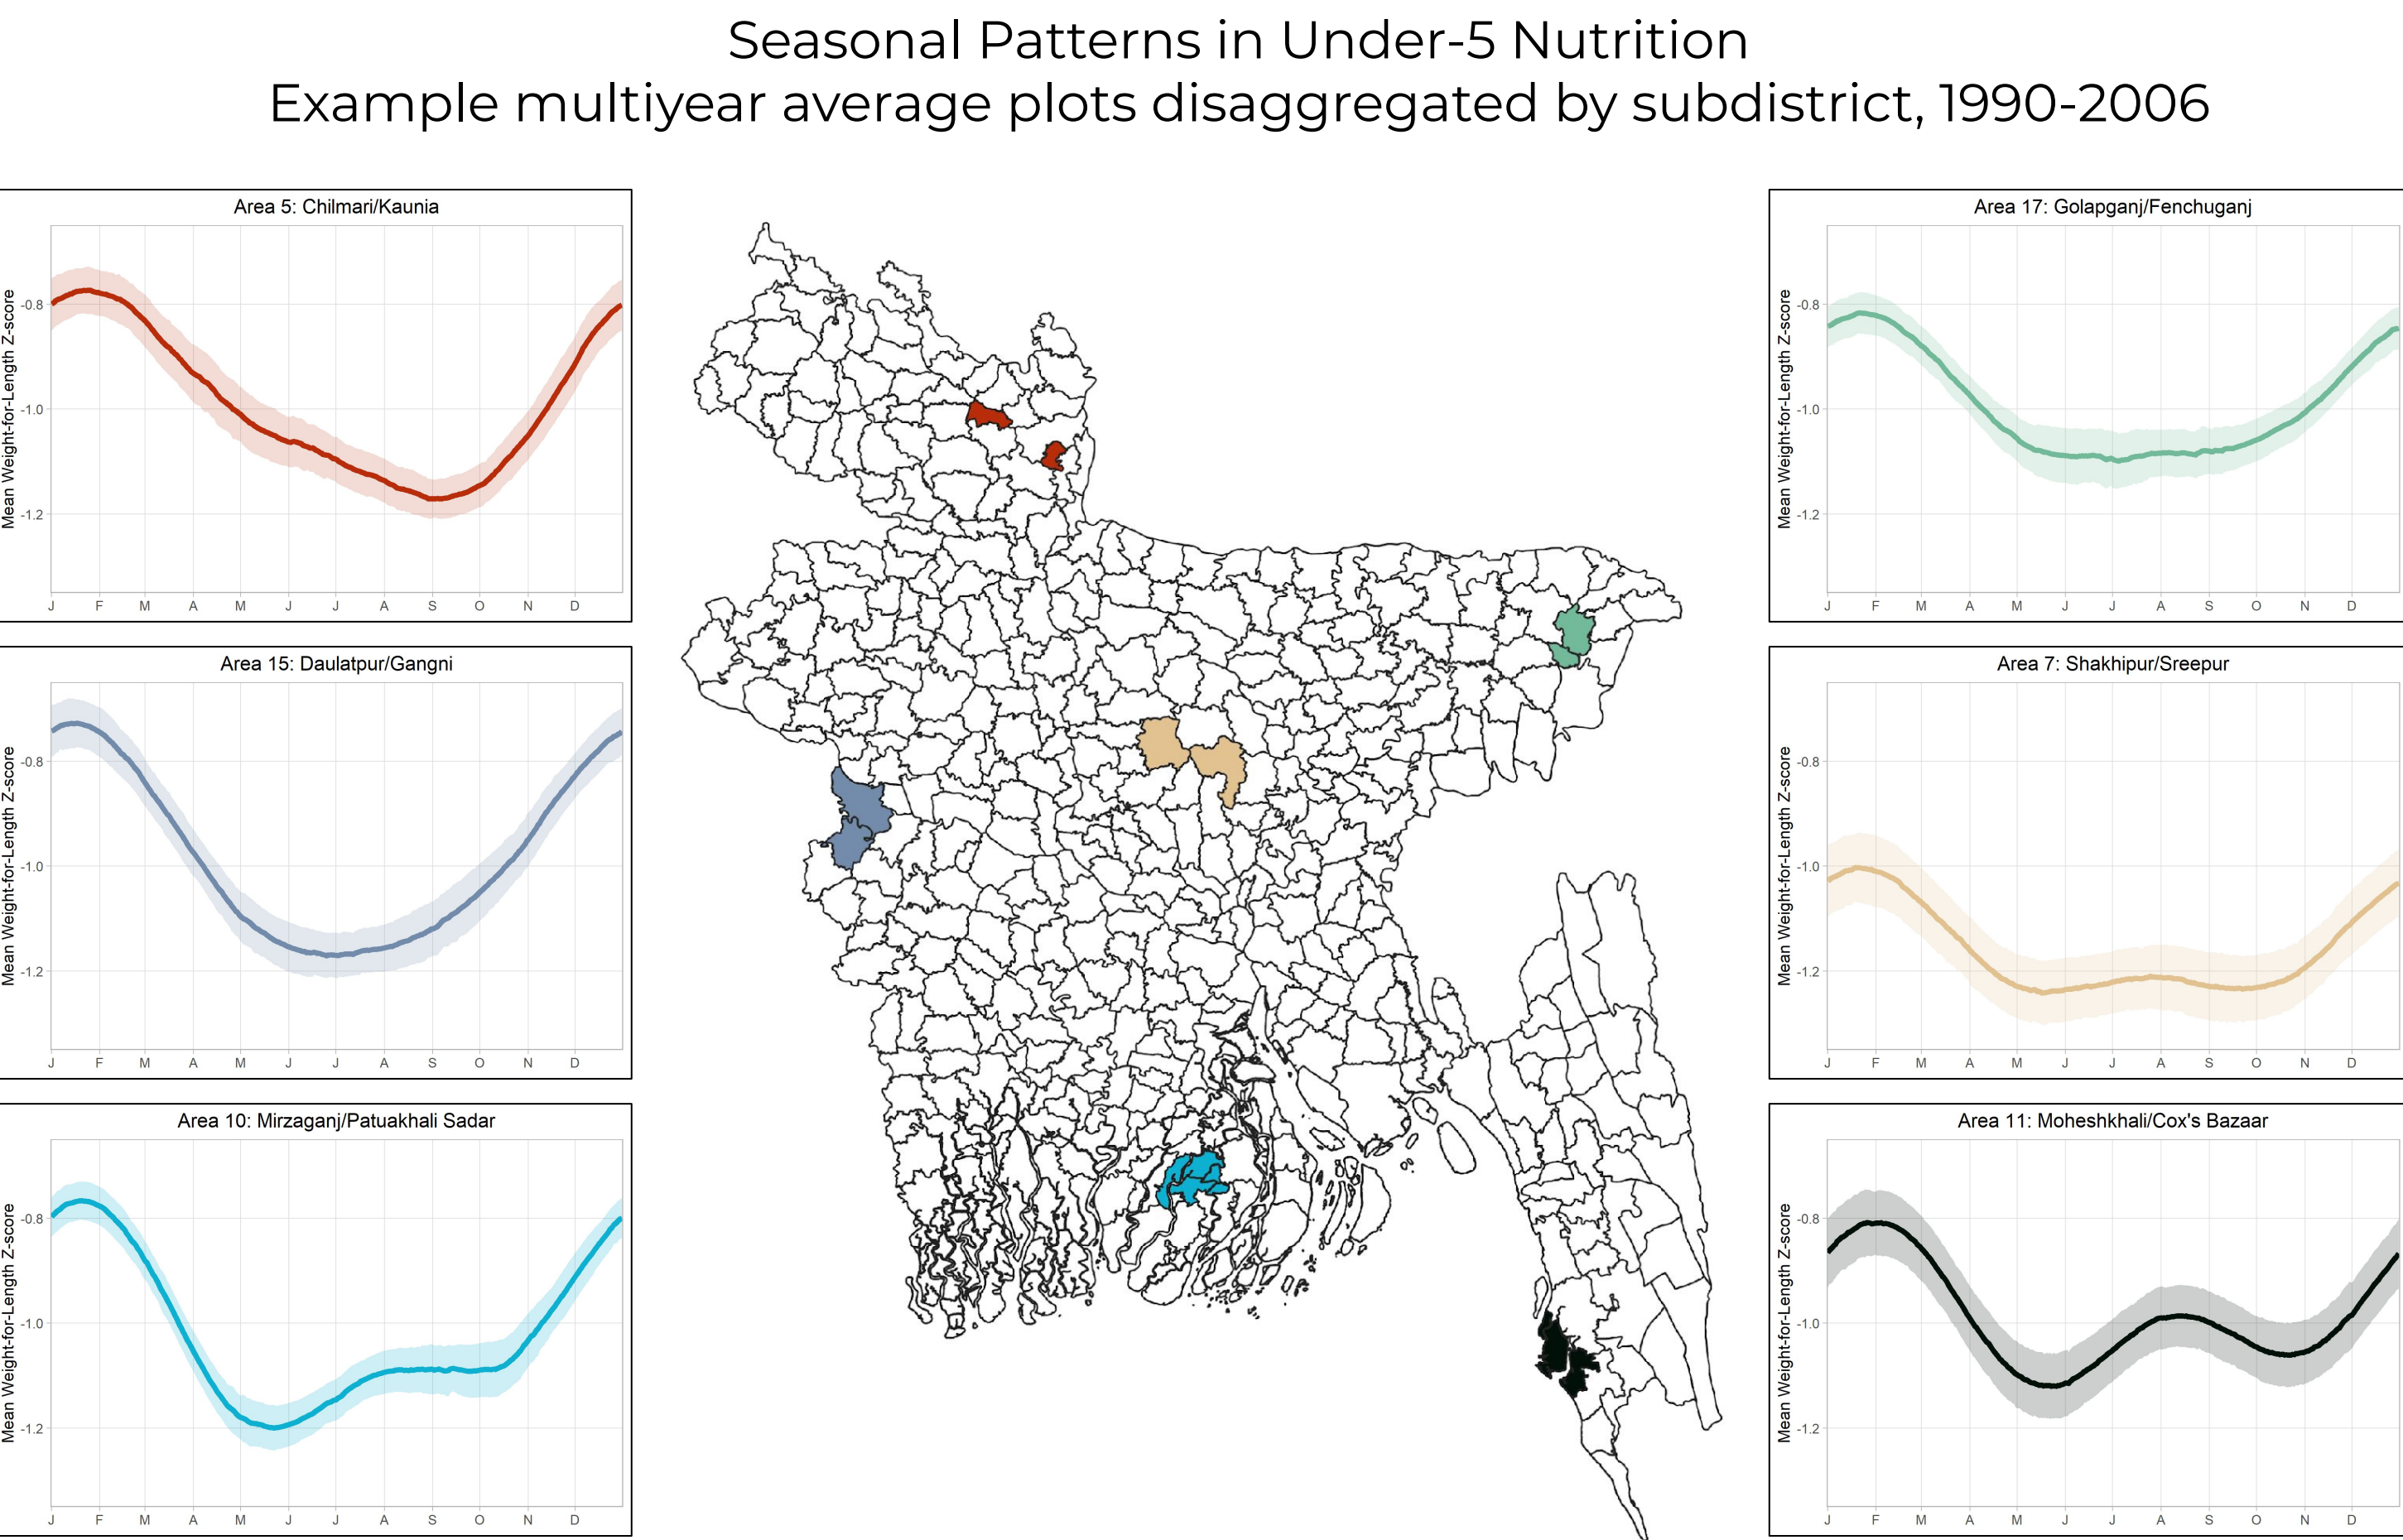 Seasonal Patterns in Under-5 Nutrition
Example multiyear average plots disaggregated by subdistrict, 1990-2006
Area 5: Chilmari/Kaunia
Mean Weight-for-Length Z-score
-0.8
-1.0
-1.2
J F M A M J J A S O N D
Area 15: Daulatpur/Gangni
Mean Weight-for-Length Z-score
-0.8
-1.0
-1.2
J F M A M J J A S O N D
Area 10: Mirzaganj/Patuakhali Sadar
Mean Weight-for-Length Z-score
-0.8
-1.0
-1.2
J F M A M J J A S O N D
Area 17: Golapganj/Fenchuganj
Mean Weight-for-Length Z-score
-0.8
-1.0
-1.2
J F M A M J J A S O N D
Area 7: Shakhipur/Sreepur
Mean Weight-for-Length Z-score
-0.8
-1.0
-1.2
J F M A M J J A S O N D
Area 11: Moheshkhali/Cox's Bazaar
Mean Weight-for-Length Z-score
-0.8
-1.0
-1.2
J F M A M J J A S O N D